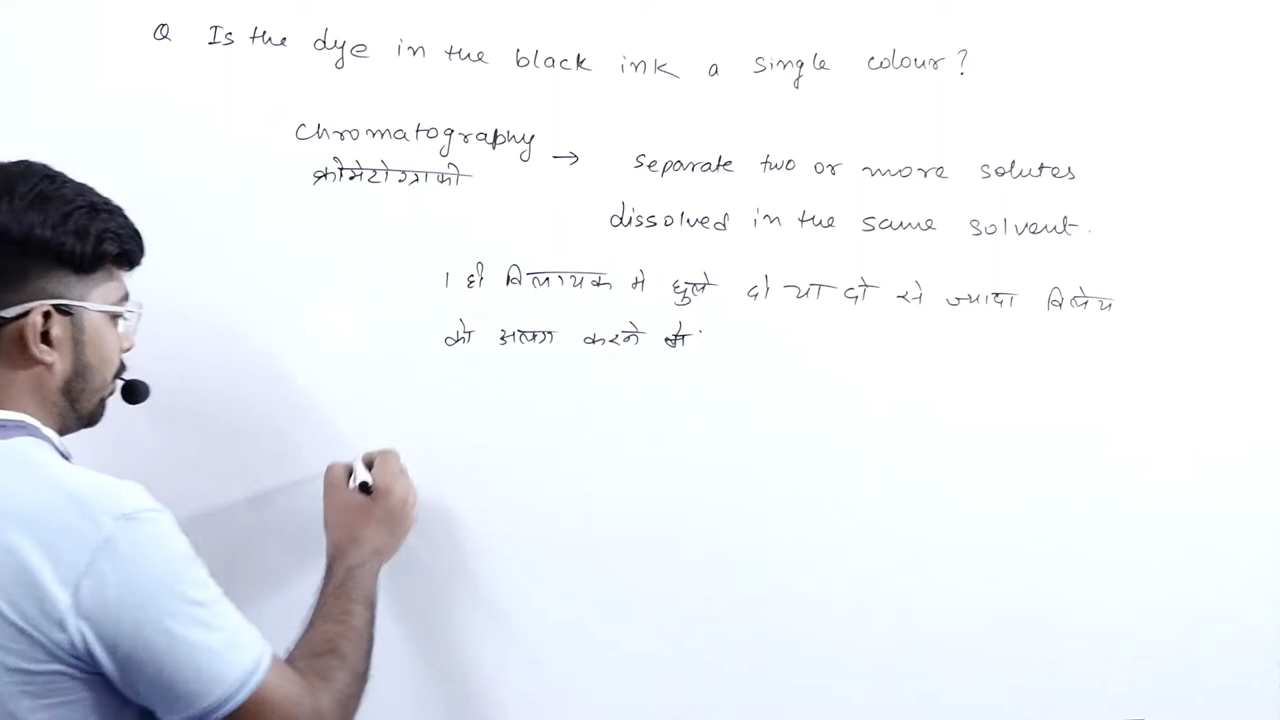 Q Is the dye in the black ink a single colour?
Chromatography → separate two or more solutes
क्रोमेटोग्राफी
dissolved in the same solvent.
1 ही विलायक मे घुले दो या दो से ज्यादा विलेय
को अलग करने मे.